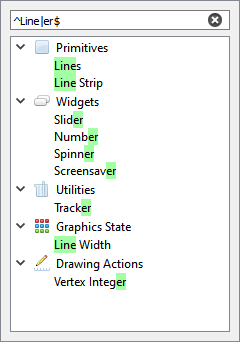 ^Line|er$
Primitives
Lines
Line Strip
Widgets
Slider
Number
Spinner
Screensaver
Utilities
Tracker
Graphics State
Line Width
Drawing Actions
Vertex Integer